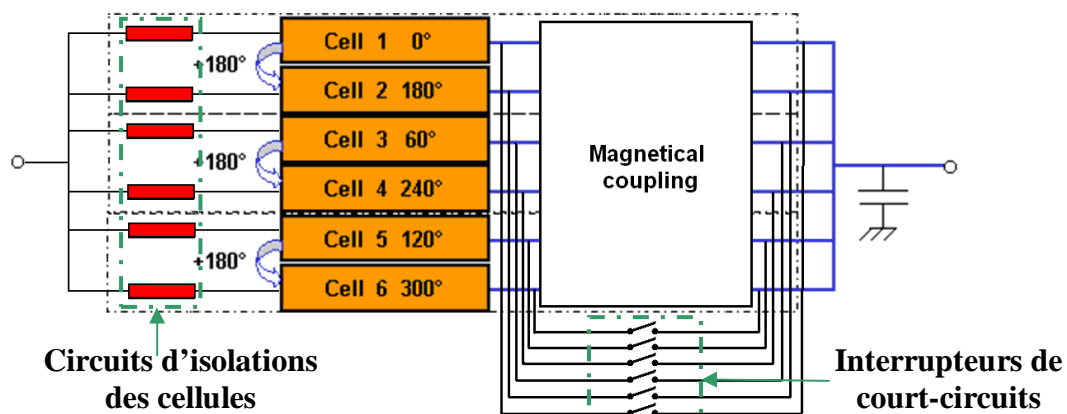 Cell 1 0°
+180°
Cell 2 180°
Cell 3 60°
+180°
Cell 4 240°
Cell 5 120°
+180°
Cell 6 300°
Magnetical
coupling
Circuits d’isolations
des cellules
Interrupteurs de
court-circuits